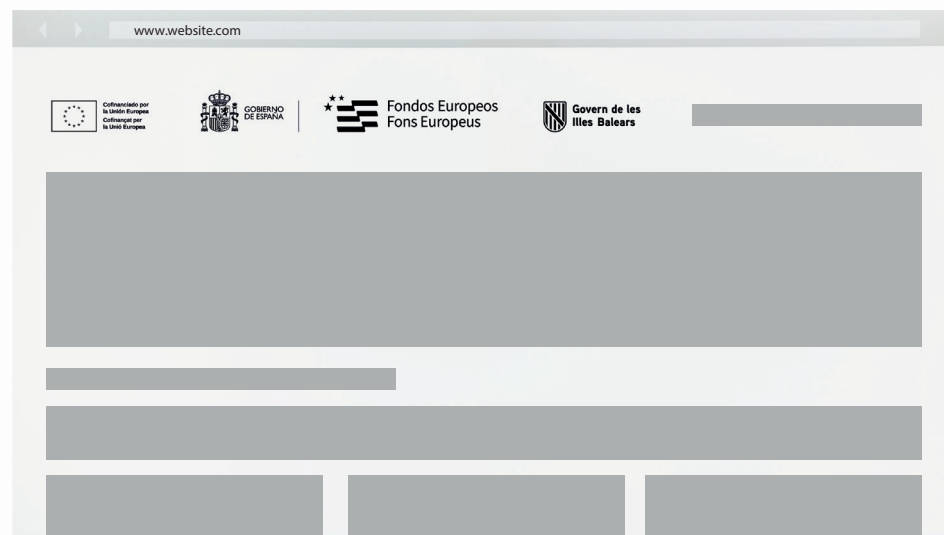 www.website.com
Cofinanciado por
la Unión Europea
Cofinançat per
la Unió Europea
GOBIERNO
DE ESPAÑA
Fondos Europeos
Fons Europeus
Govern de les
Illes Balears